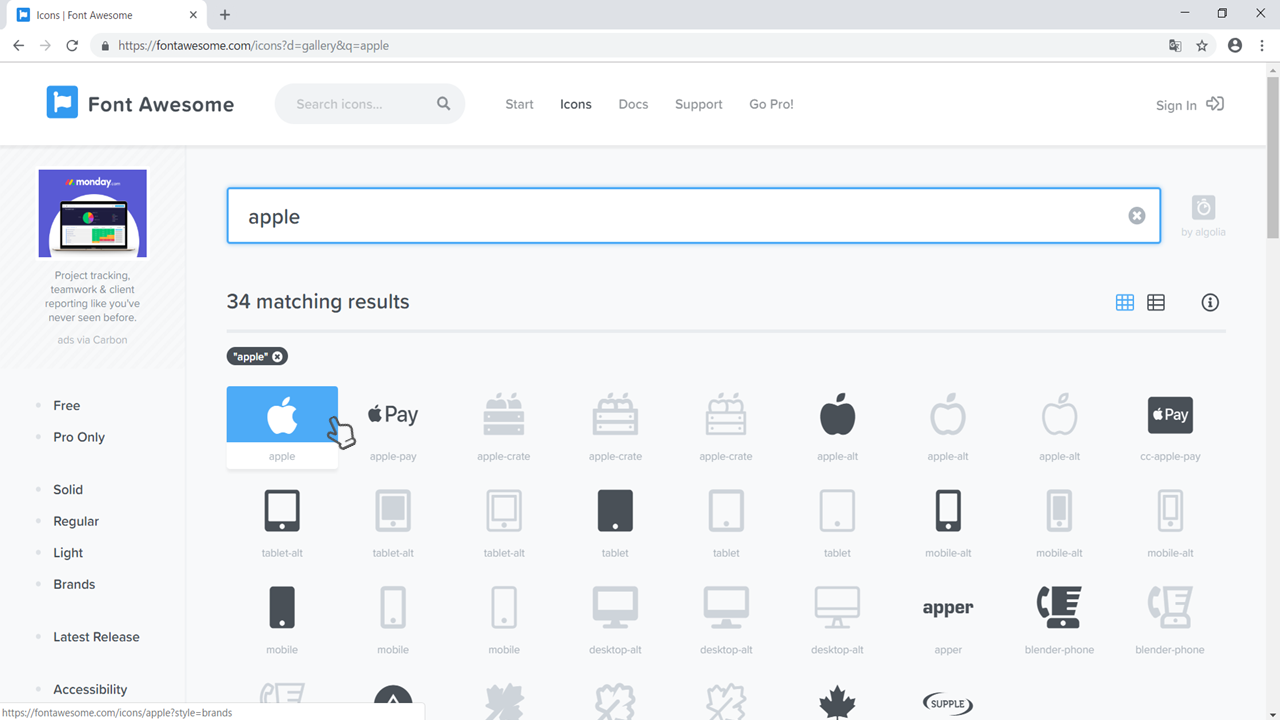 Icons | Font Awesome
https://fontawesome.com/icons?d=gallery&q=apple
Font Awesome
Search icons...
Start
Icons
Docs
Support
Go Pro!
Sign In
monday.com
Project tracking,
teamwork & client
reporting like you've
never seen before.
ads via Carbon
Free
Pro Only
Solid
Regular
Light
Brands
Latest Release
Accessibility
apple
by algolia
34 matching results
"apple"
Pay
Pay
apple
apple-pay
apple-crate
apple-crate
apple-crate
apple-alt
apple-alt
apple-alt
cc-apple-pay
tablet-alt
tablet-alt
tablet-alt
tablet
tablet
tablet
mobile-alt
mobile-alt
mobile-alt
apper
mobile
mobile
mobile
desktop-alt
desktop-alt
desktop-alt
apper
blender-phone
blender-phone
SUPPLE
https://fontawesome.com/icons/apple?style=brands